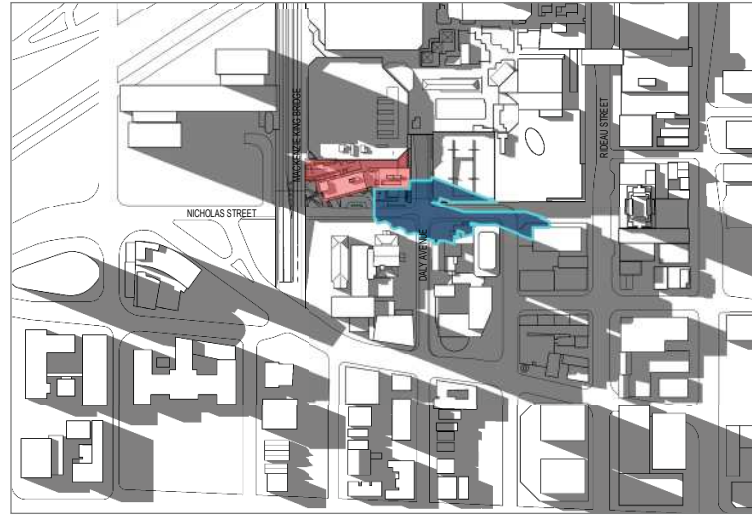 MACKENZIE KING BRIDGE
RIDEAU STREET
NICHOLAS STREET
DALY AVENUE